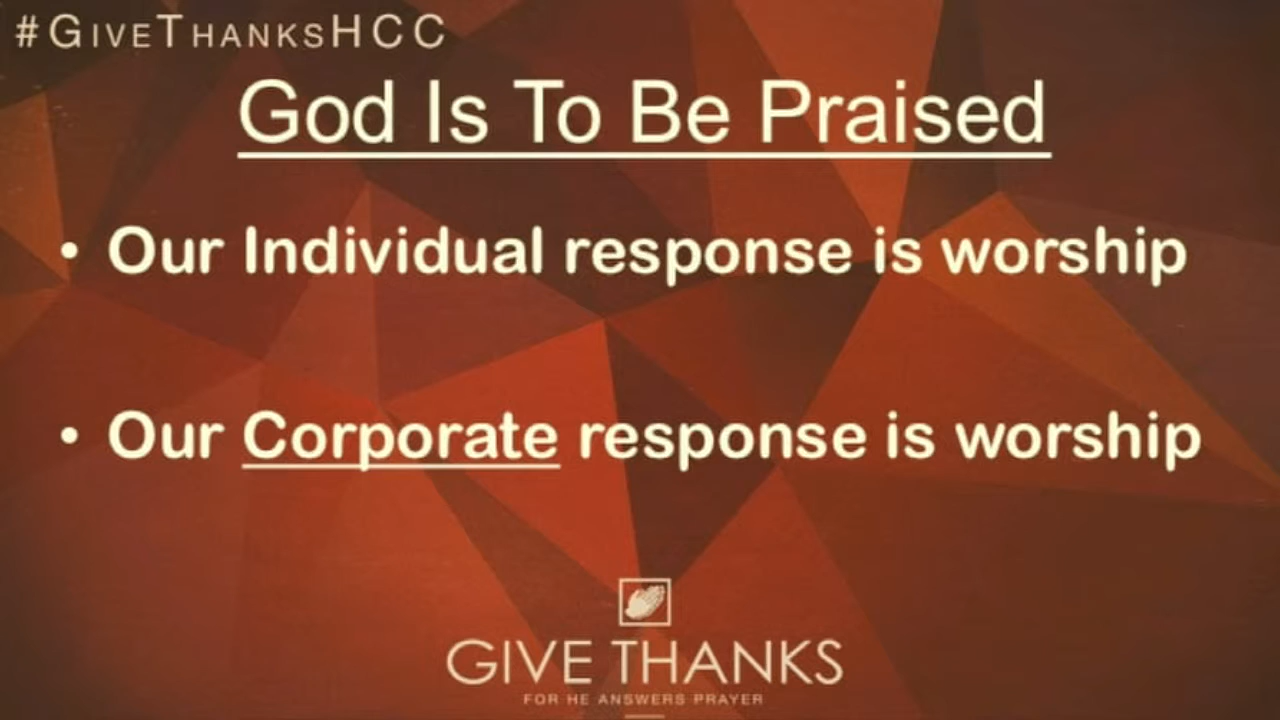 #GIVETHANKSHCC
God Is To Be Praised
• Our Individual response is worship
• Our Corporate response is worship
GIVE THANKS
FOR HE ANSWERS PRAYER